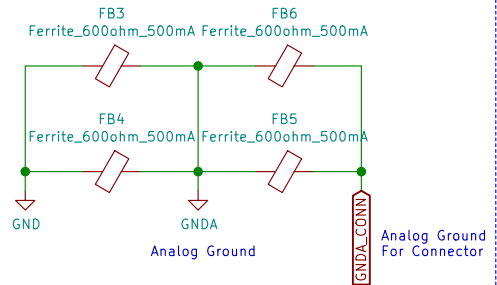 FB3
FB6
Ferrite_600ohm_500mA
Ferrite_600ohm_500mA
FB4
FB5
Ferrite_600ohm_500mA
Ferrite_600ohm_500mA
GND
GNDA
GNDA_CONN
Analog Ground
Analog Ground
For Connector